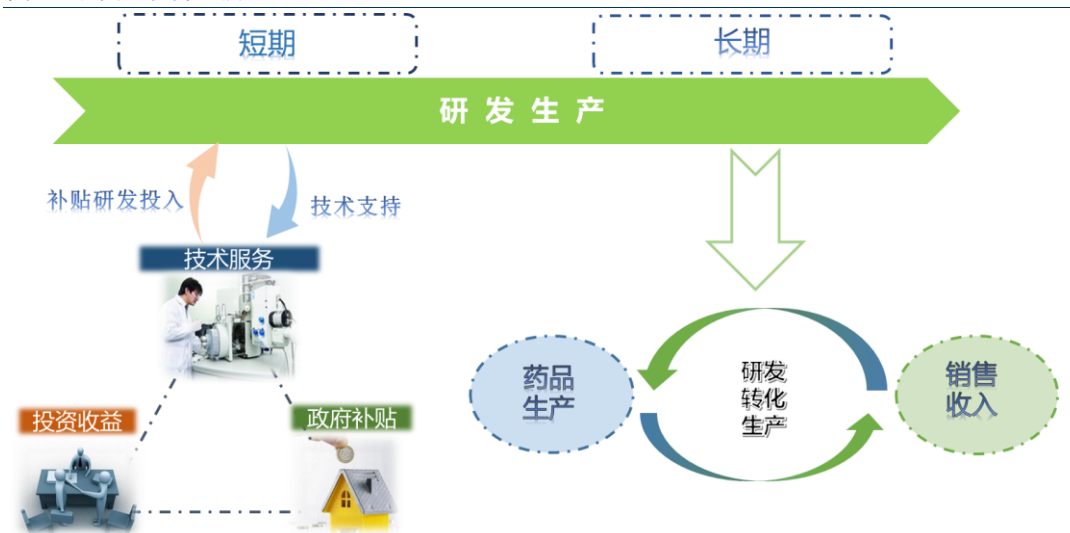 短期
长期
研发生产
补贴研发投入
技术支持
技术服务
投资收益
政府补贴
药品
生产
研发
转化
生产
销售
收入